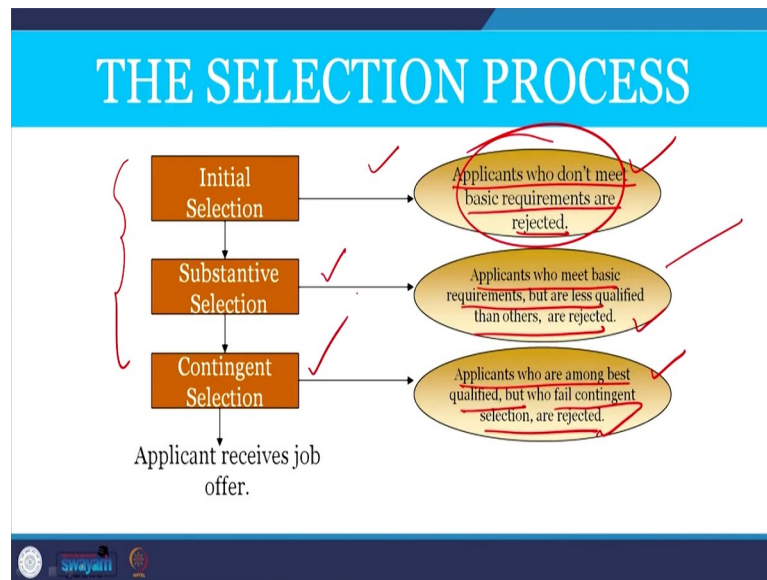 THE SELECTION PROCESS
Initial
Selection
Applicants who don't meet
basic requirements are
rejected.
Substantive
Selection
Applicants who meet basic
requirements, but are less qualified
than others, are rejected.
Contingent
Selection
Applicants who are among best
qualified, but who fail contingent
selection, are rejected.
Applicant receives job
offer.
swayam